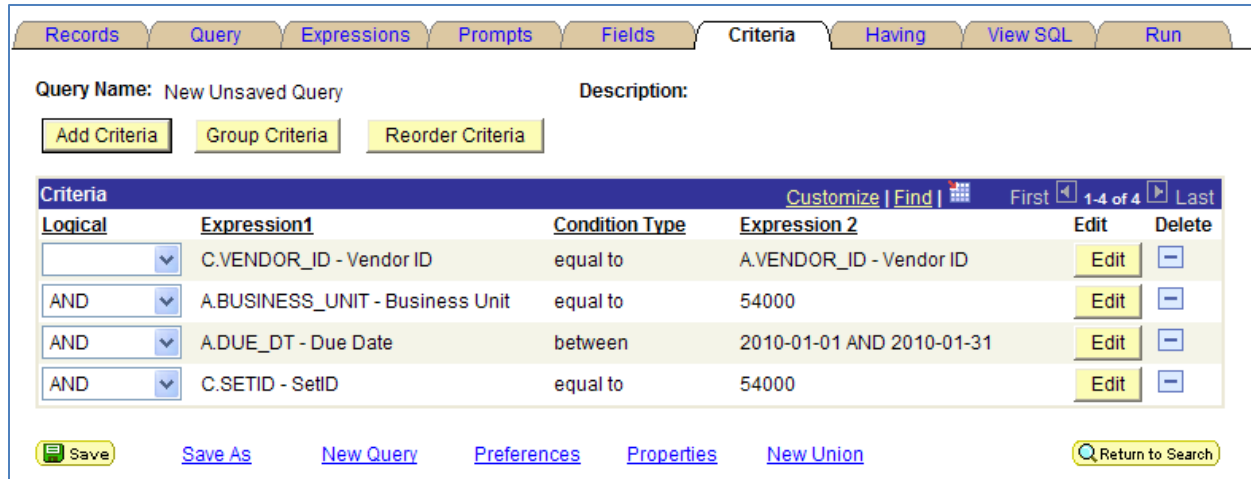 Records Query Expressions Prompts Fields Criteria Having View SQL Run
Query Name: New Unsaved Query Description:
Add Criteria Group Criteria Reorder Criteria
Criteria Customize | Find | First 1-4 of 4 Last
Logical Expression1 Condition Type Expression 2 Edit Delete
C.VENDOR_ID - Vendor ID equal to A.VENDOR_ID - Vendor ID Edit
AND A.BUSINESS_UNIT - Business Unit equal to 54000 Edit
AND A.DUE_DT - Due Date between 2010-01-01 AND 2010-01-31 Edit
AND C.SETID - SetID equal to 54000 Edit
Save Save As New Query Preferences Properties New Union Return to Search